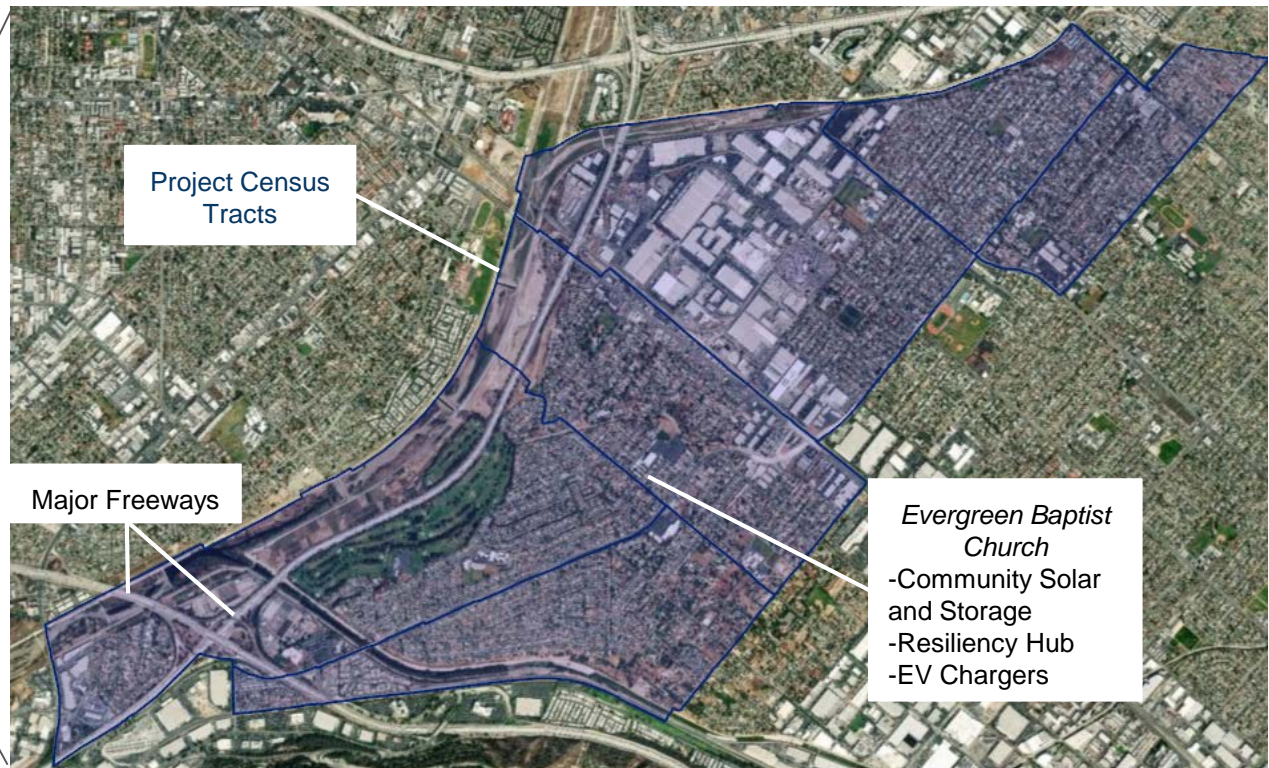 Project Census
Tracts
Major Freeways
Evergreen Baptist
Church
-Community Solar
and Storage
-Resiliency Hub
-EV Chargers